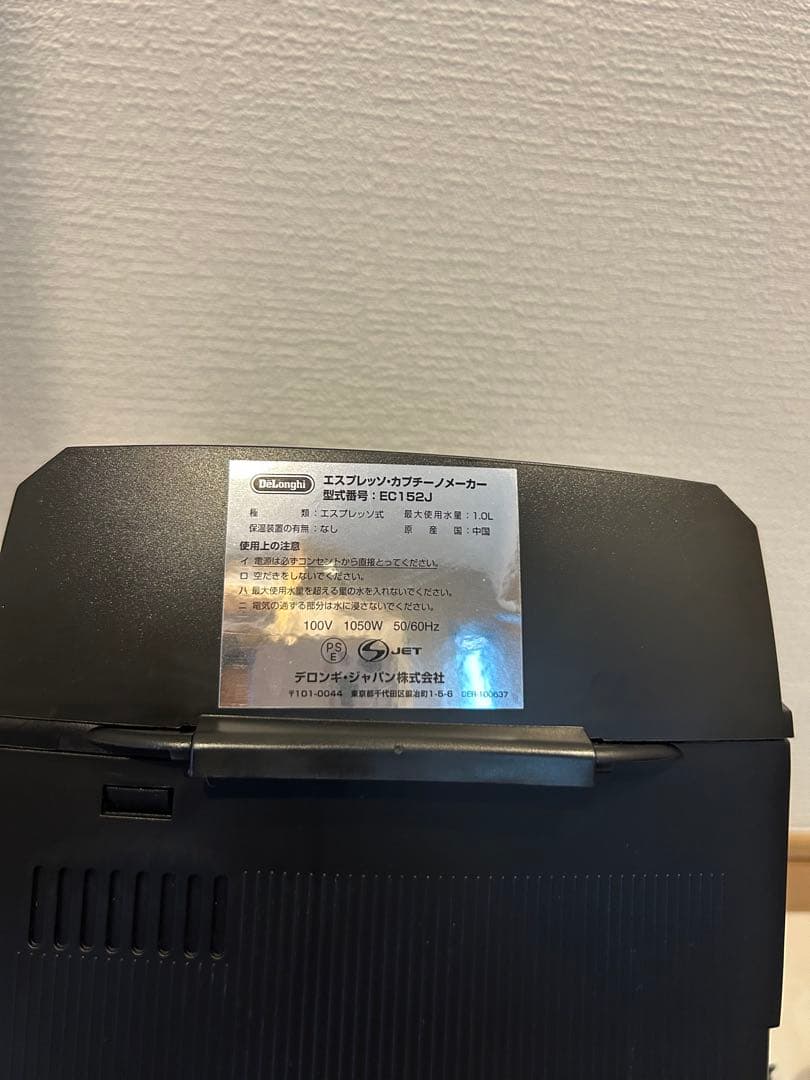 DeLonghi
エスプレッソ・カプチーノメーカー
型式番号：EC152J
種 類：エスプレッソ式 最大使用水量：1.0L
保温装置の有無：なし 原産国：中国
使用上の注意
イ 電源は必ずコンセントから直接とってください。
ロ 空だきをしないでください。
ハ 最大使用水量を超える量の水を入れないでください。
ニ 電気の通ずる部分は水に浸さないでください。
100V 1050W 50/60Hz
PS
E
S JET
デロンギ・ジャパン株式会社
〒101-0044 東京都千代田区鍛冶町1-5-6 DER-100637